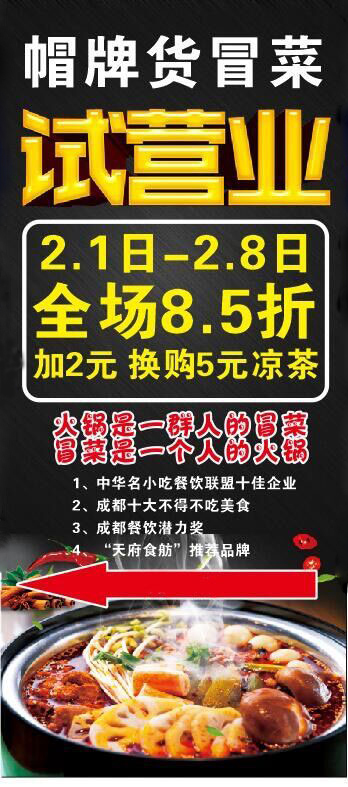 帽牌货冒菜
试营业
2.1日-2.8日
全场8.5折
加2元 换购5元凉茶
火锅是一群人的冒菜
冒菜是一个人的火锅
1、中华名小吃餐饮联盟十佳企业
2、成都十大不得不吃美食
3、成都餐饮潜力奖
4、“天府食舫”推荐品牌